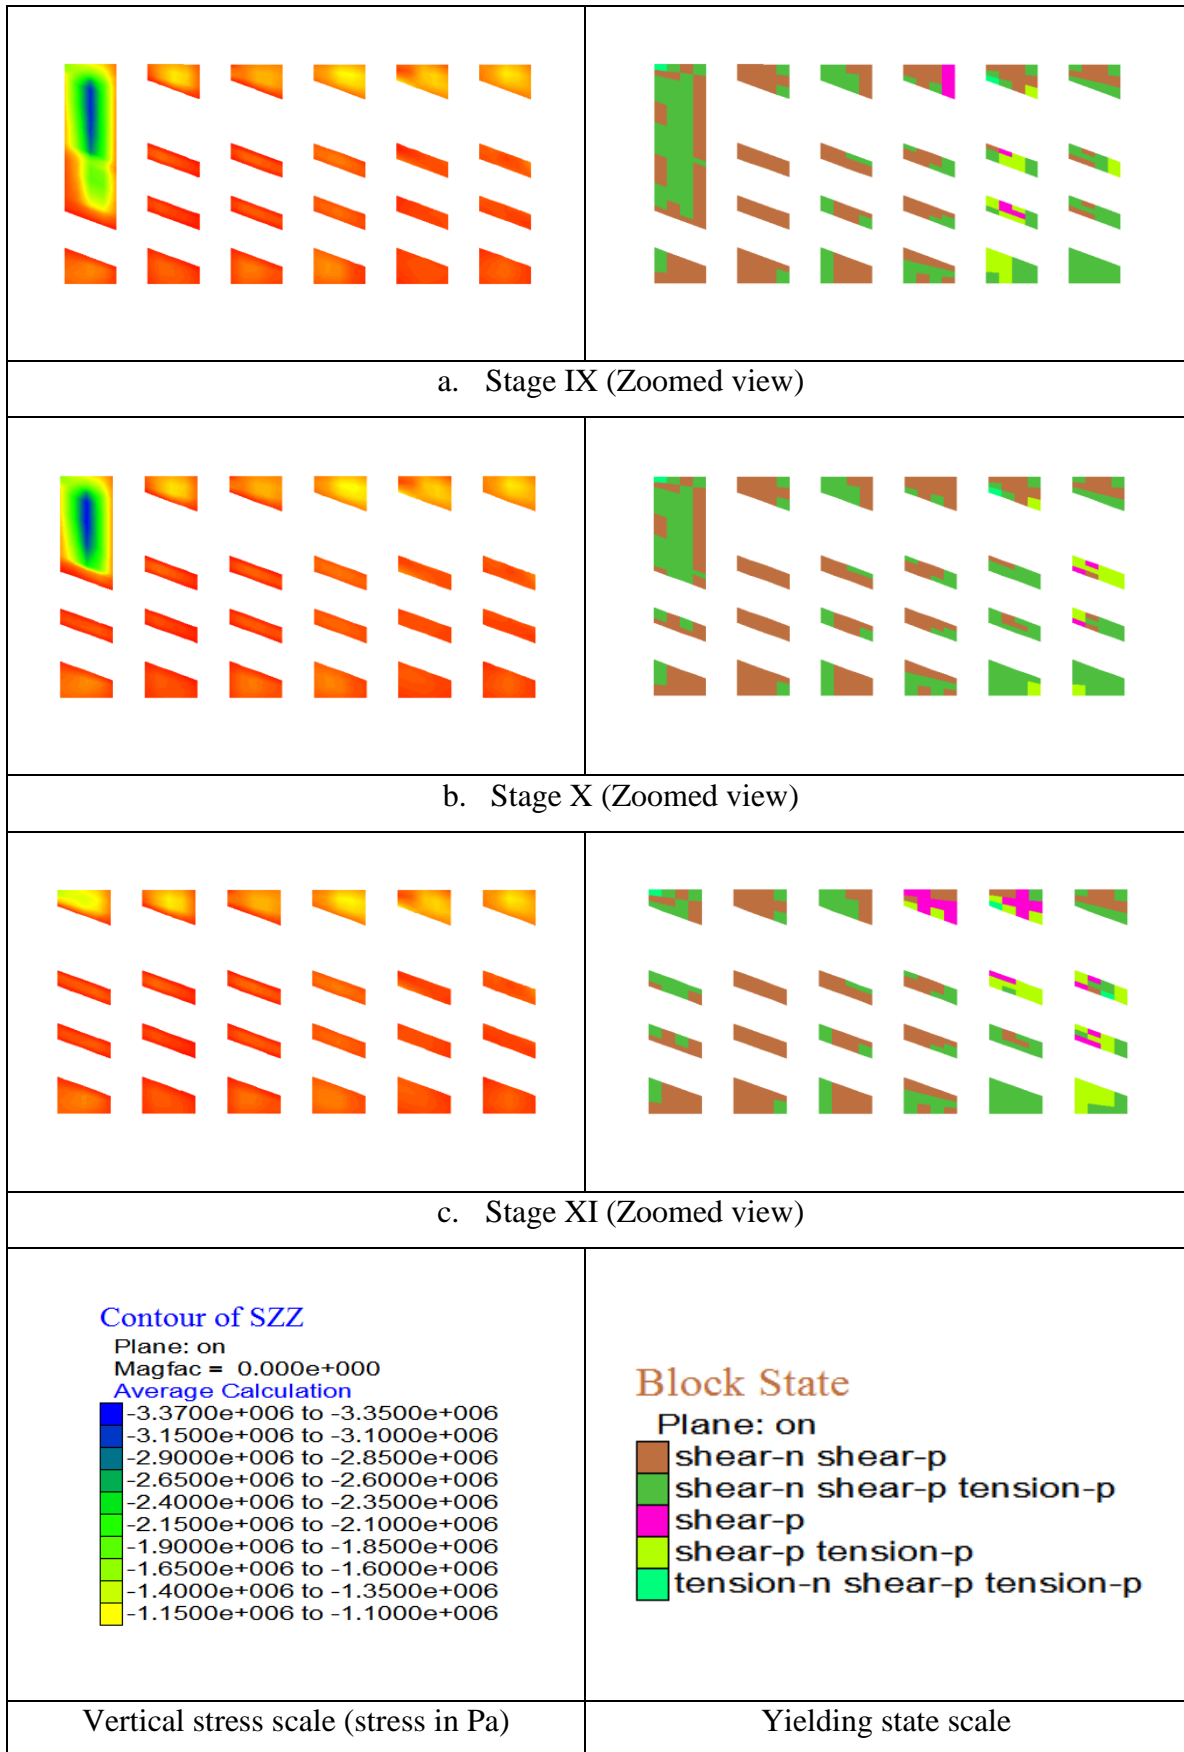 a. Stage IX (Zoomed view)
b. Stage X (Zoomed view)
c. Stage XI (Zoomed view)
Contour of SZZ
Plane: on
Magfac = 0.000e+000
Average Calculation
-3.3700e+006 to -3.3500e+006
-3.1500e+006 to -3.1000e+006
-2.9000e+006 to -2.8500e+006
-2.6500e+006 to -2.6000e+006
-2.4000e+006 to -2.3500e+006
-2.1500e+006 to -2.1000e+006
-1.9000e+006 to -1.8500e+006
-1.6500e+006 to -1.6000e+006
-1.4000e+006 to -1.3500e+006
-1.1500e+006 to -1.1000e+006
Block State
Plane: on
shear-n shear-p
shear-n shear-p tension-p
shear-p
shear-p tension-p
tension-n shear-p tension-p
Vertical stress scale (stress in Pa)
Yielding state scale